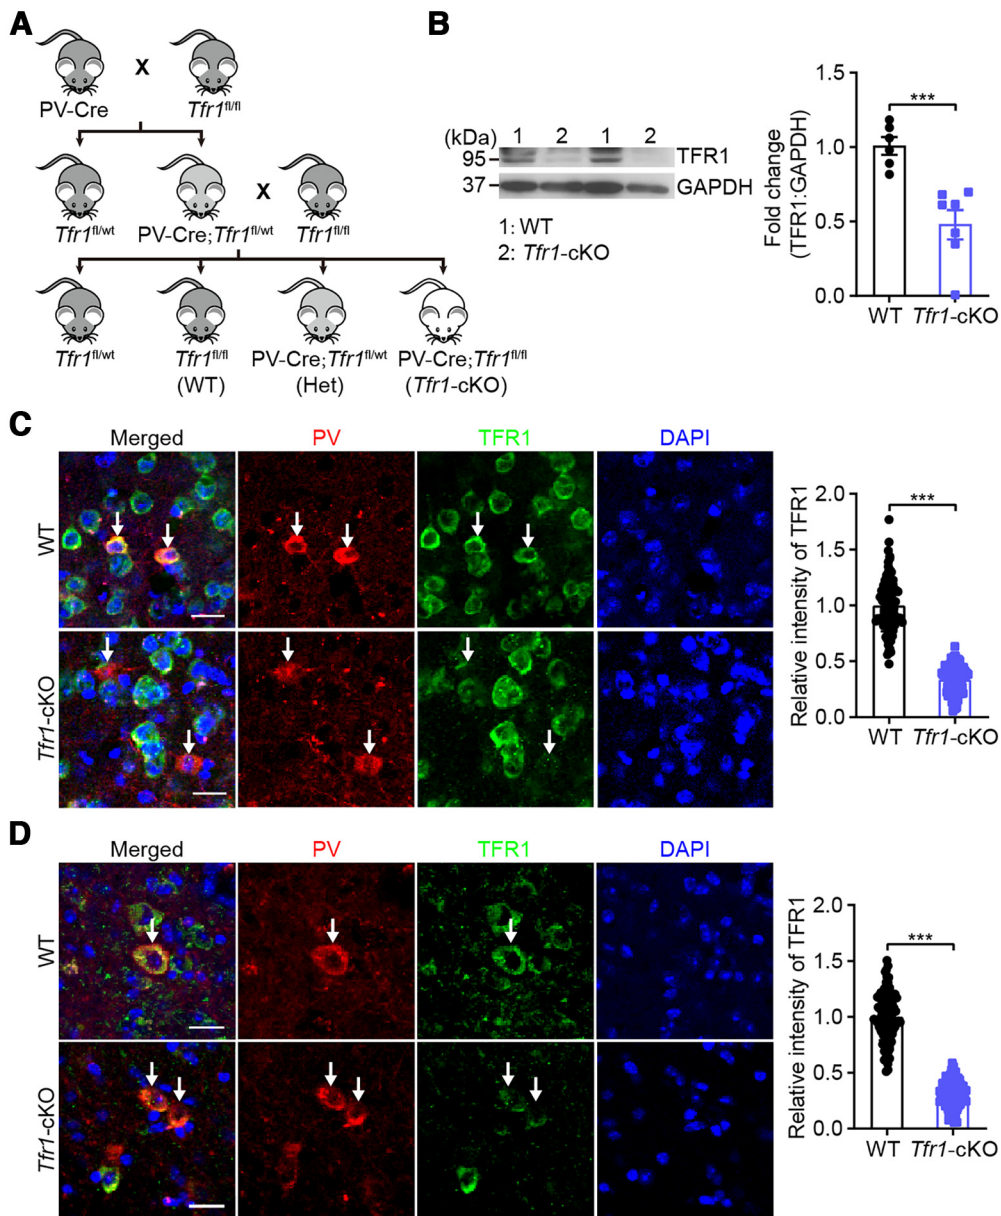 A
X
PV-Cre
Tfr1fl/fl
X
Tfr1fl/wt
PV-Cre;Tfr1fl/wt
Tfr1fl/fl
Tfr1fl/wt
Tfr1fl/fl
(WT)
PV-Cre;Tfr1fl/wt
(Het)
PV-Cre;Tfr1fl/fl
(Tfr1-cKO)
B
(kDa) 1 2 1 2
95 TFR1
37 GAPDH
1: WT
2: Tfr1-cKO
Fold change
(TFR1:GAPDH)
1.5
1.0
0.5
0.0
***
WT Tfr1-cKO
C
Merged PV TFR1 DAPI
WT
Tfr1-cKO
Relative intensity of TFR1
2.0
1.5
1.0
0.5
0.0
***
WT Tfr1-cKO
D
Merged PV TFR1 DAPI
WT
Tfr1-cKO
Relative intensity of TFR1
2.0
1.5
1.0
0.5
0.0
***
WT Tfr1-cKO